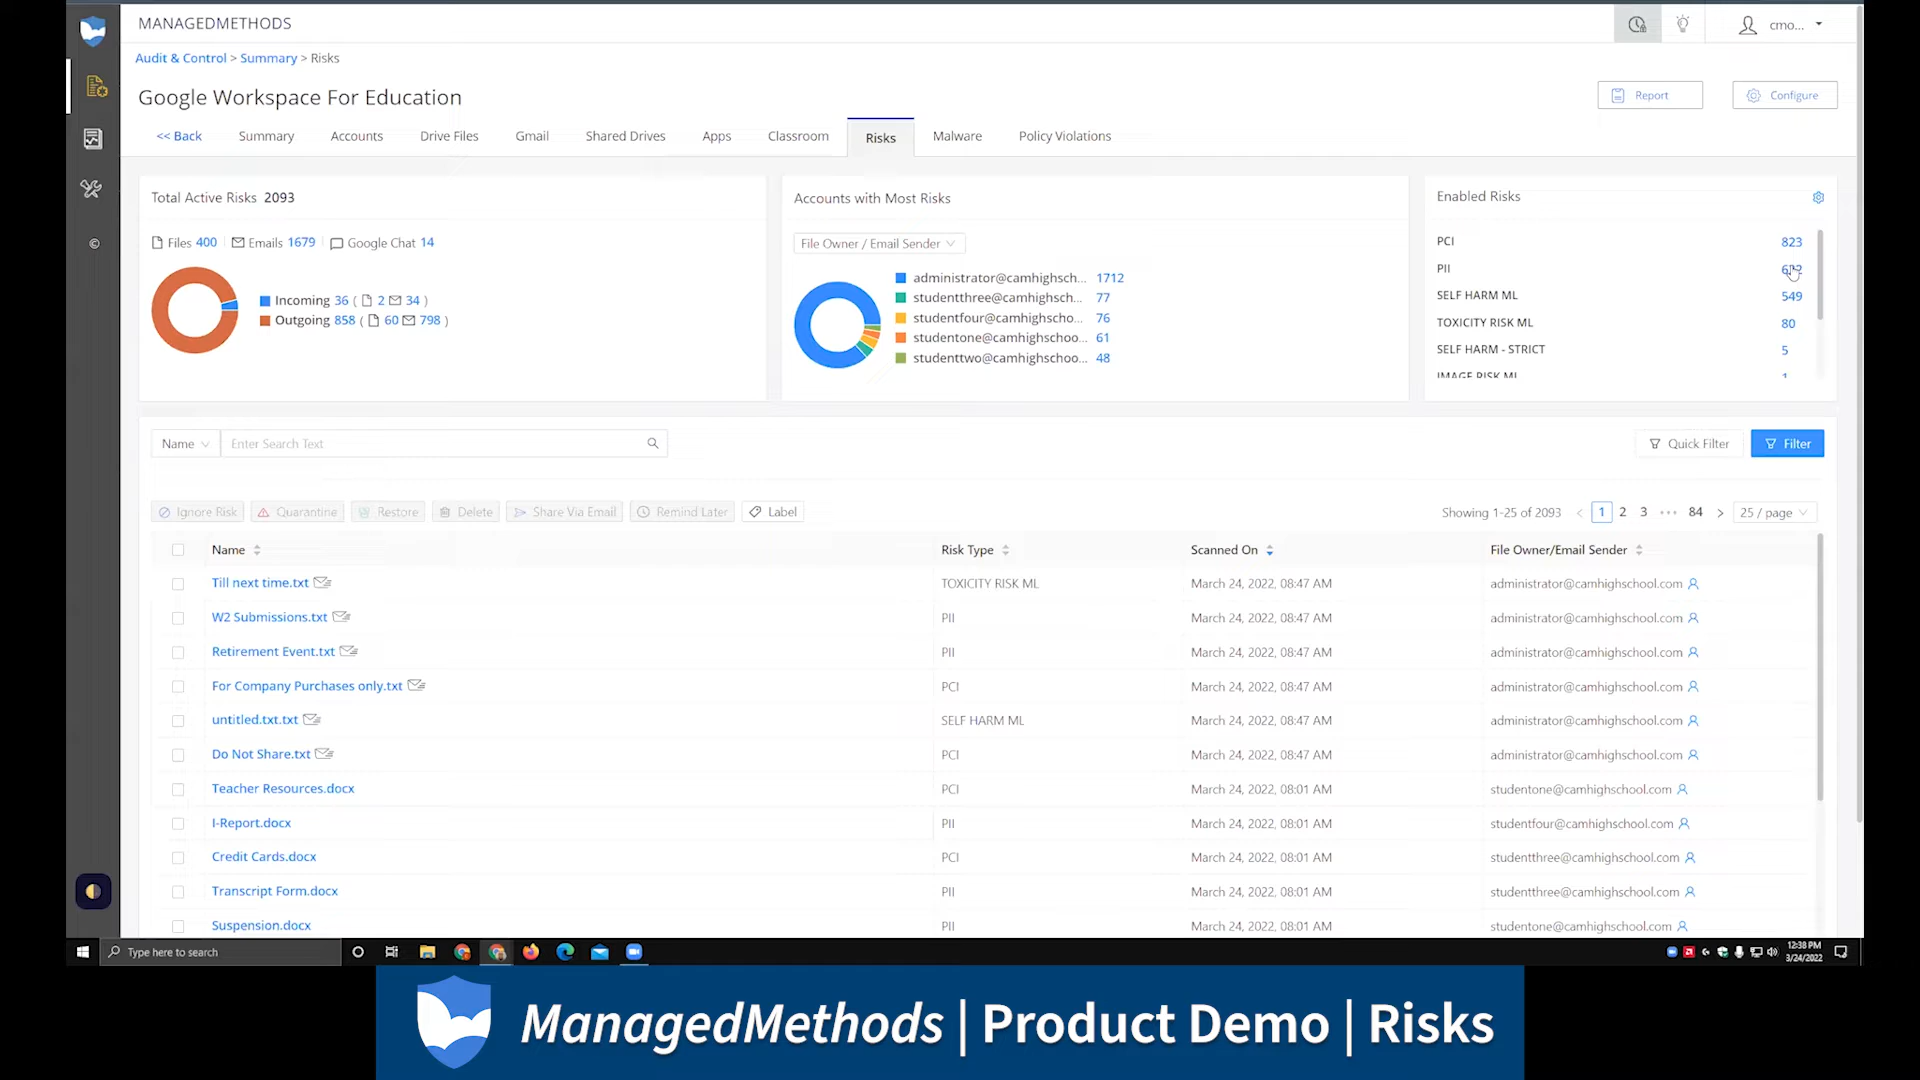 MANAGEDMETHODS
cmo...
Audit & Control > Summary > Risks
Google Workspace For Education
Report
Configure
<< Back
Summary
Accounts
Drive Files
Gmail
Shared Drives
Apps
Classroom
Risks
Malware
Policy Violations
Total Active Risks 2093
Files 400
Emails 1679
Google Chat 14
Incoming 36 ( 2 34 )
Outgoing 858 ( 60 798 )
Accounts with Most Risks
File Owner / Email Sender
administrator@camhighsch... 1712
studentthree@camhighsch... 77
studentfour@camhighscho... 76
studentone@camhighschoo... 61
studenttwo@camhighschoo... 48
Enabled Risks
PCI 823
PII
SELF HARM ML 549
TOXICITY RISK ML 80
SELF HARM - STRICT 5
IMAGE RISK ML 1
Name
Enter Search Text
Quick Filter
Filter
Ignore Risk
Quarantine
Restore
Delete
Share Via Email
Remind Later
Label
Showing 1-25 of 2093 < 1 2 3 ••• 84 > 25 / page
Name Risk Type Scanned On File Owner/Email Sender
Till next time.txt TOXICITY RISK ML March 24, 2022, 08:47 AM administrator@camhighschool.com
W2 Submissions.txt PII March 24, 2022, 08:47 AM administrator@camhighschool.com
Retirement Event.txt PII March 24, 2022, 08:47 AM administrator@camhighschool.com
For Company Purchases only.txt PCI March 24, 2022, 08:47 AM administrator@camhighschool.com
untitled.txt.txt SELF HARM ML March 24, 2022, 08:47 AM administrator@camhighschool.com
Do Not Share.txt PCI March 24, 2022, 08:47 AM administrator@camhighschool.com
Teacher Resources.docx PCI March 24, 2022, 08:01 AM studentone@camhighschool.com
I-Report.docx PII March 24, 2022, 08:01 AM studentfour@camhighschool.com
Credit Cards.docx PCI March 24, 2022, 08:01 AM studentthree@camhighschool.com
Transcript Form.docx PII March 24, 2022, 08:01 AM studentthree@camhighschool.com
Suspension.docx PII March 24, 2022, 08:01 AM studentone@camhighschool.com
©
Type here to search
12:38 PM
3/24/2022
ManagedMethods | Product Demo | Risks